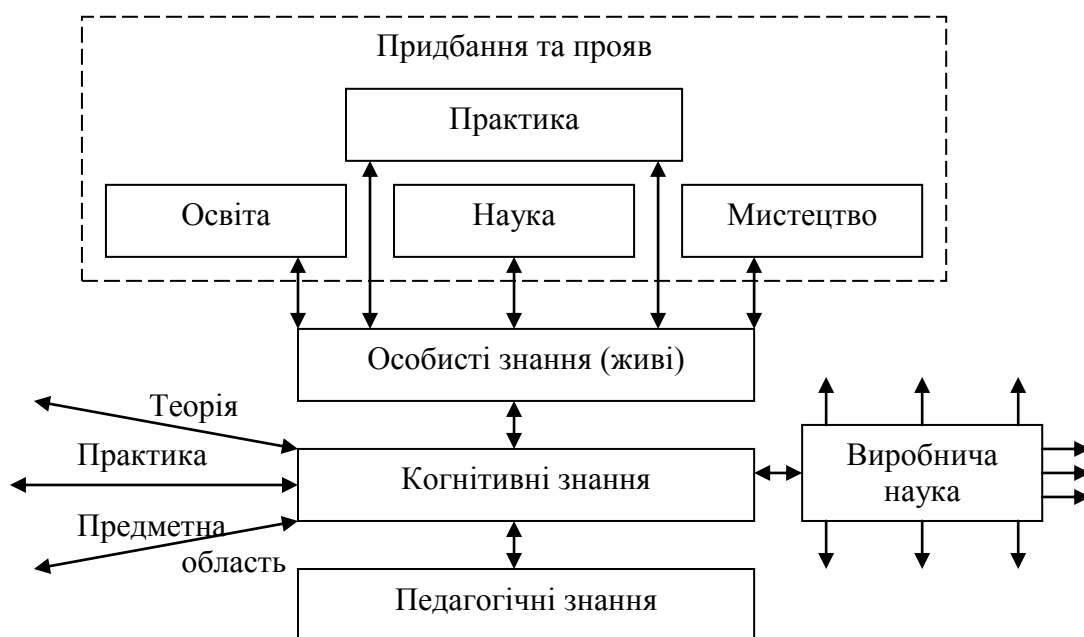 Придбання та прояв
Практика
Освіта
Наука
Мистецтво
Особисті знання (живі)
Теорія
Практика
Когнітивні знання
Виробнича
наука
Предметна
область
Педагогічні знання